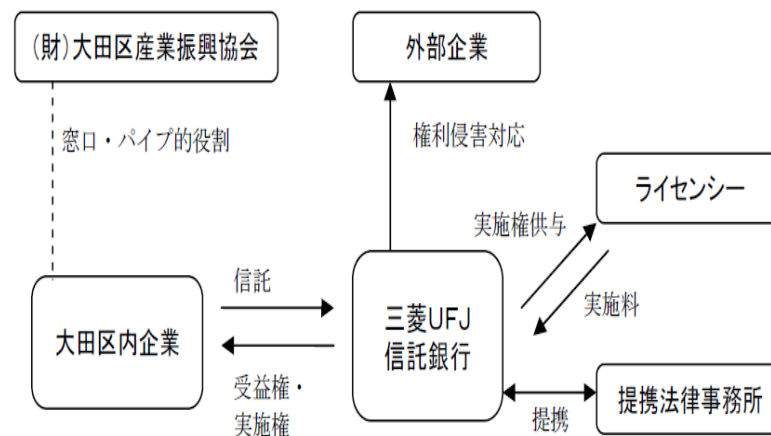 (財)大田区産業振興協会
外部企業
窓口・パイプ的役割
権利侵害対応
ライセンシー
実施権供与
信託
大田区内企業
三菱UFJ
信託銀行
実施料
受益権・
実施権
提携
提携法律事務所